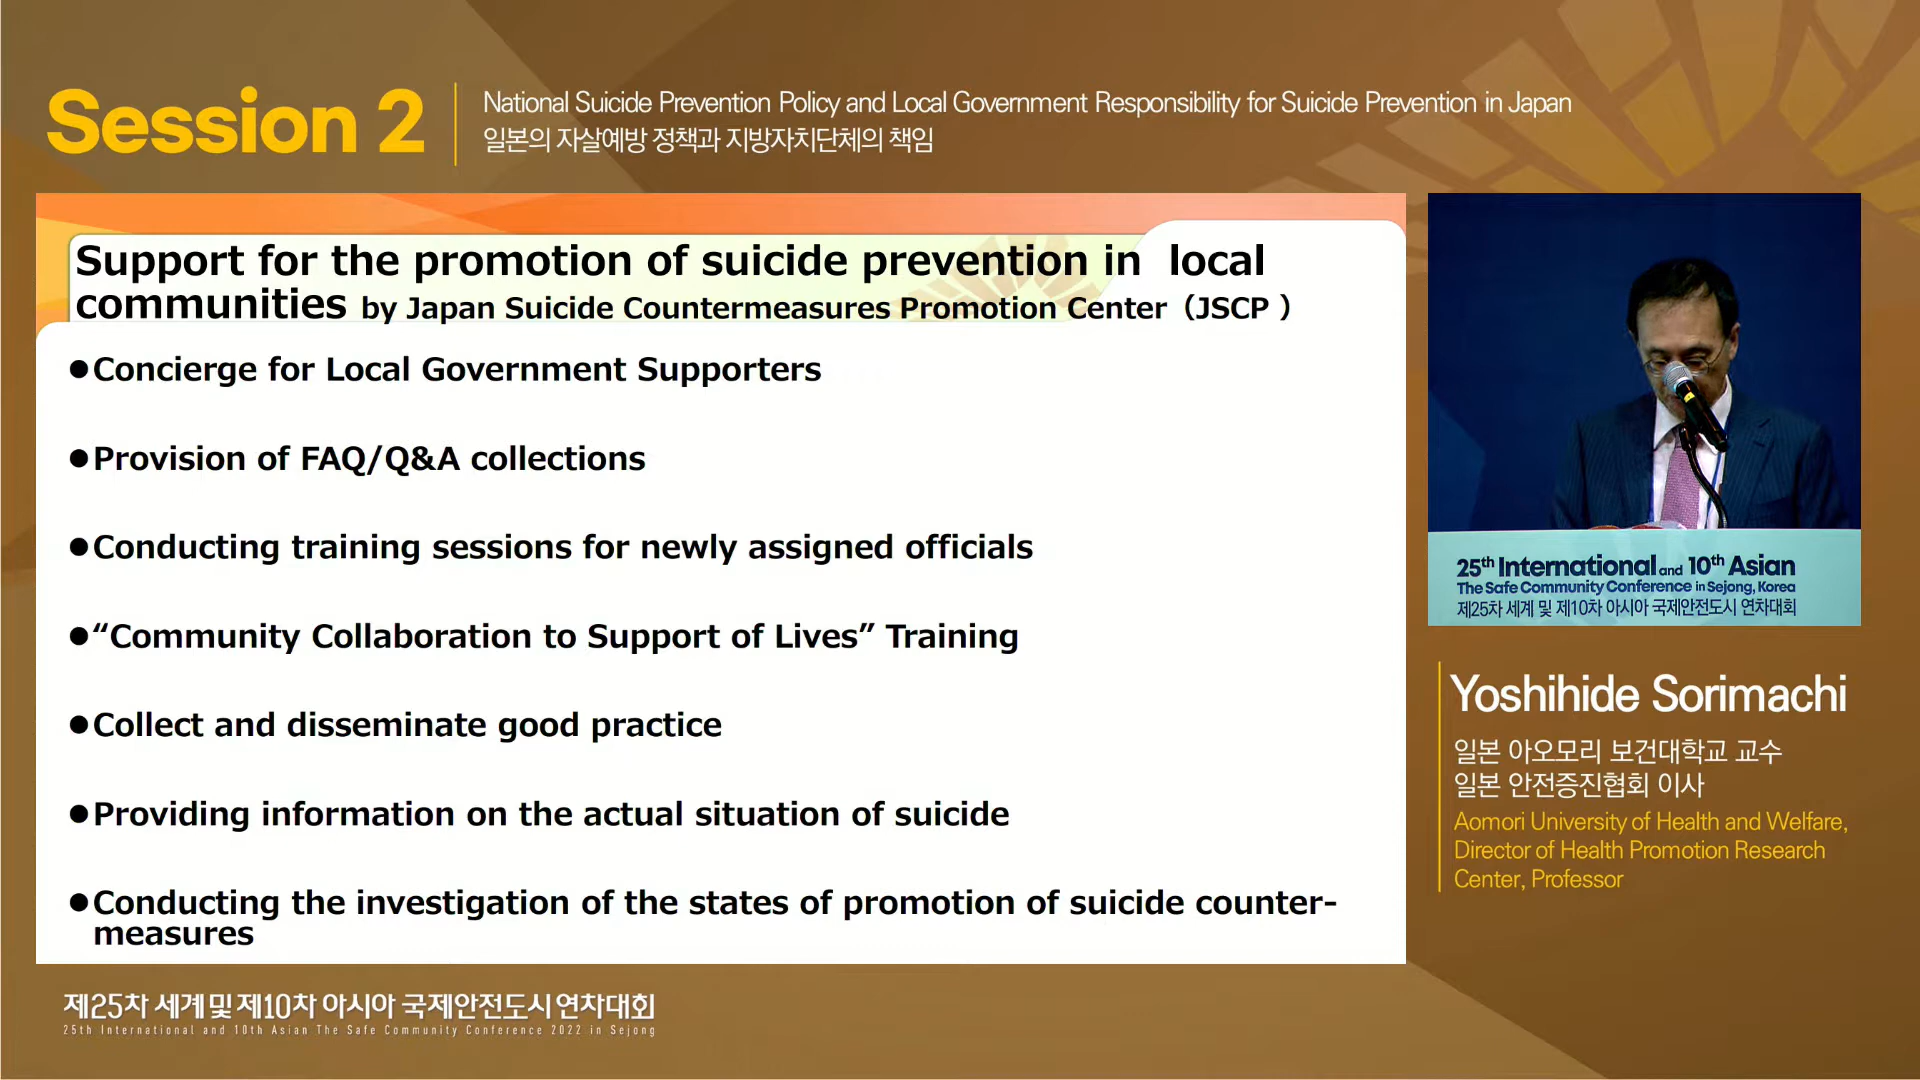 Session 2
National Suicide Prevention Policy and Local Government Responsibility for Suicide Prevention in Japan
일본의 자살예방 정책과 지방자치단체의 책임
Support for the promotion of suicide prevention in local
communities by Japan Suicide Countermeasures Promotion Center（JSCP ）
●Concierge for Local Government Supporters
●Provision of FAQ/Q&A collections
●Conducting training sessions for newly assigned officials
●“Community Collaboration to Support of Lives” Training
●Collect and disseminate good practice
●Providing information on the actual situation of suicide
●Conducting the investigation of the states of promotion of suicide counter-
measures
25th International and 10th Asian
The Safe Community Conference in Sejong, Korea
제25차 세계 및 제10차 아시아 국제안전도시 연차대회
Yoshihide Sorimachi
일본 아오모리 보건대학교 교수
일본 안전증진협회 이사
Aomori University of Health and Welfare,
Director of Health Promotion Research
Center, Professor
제25차 세계 및 제10차 아시아 국제안전도시 연차대회
25th International and 10th Asian The Safe Community Conference 2022 in Sejong